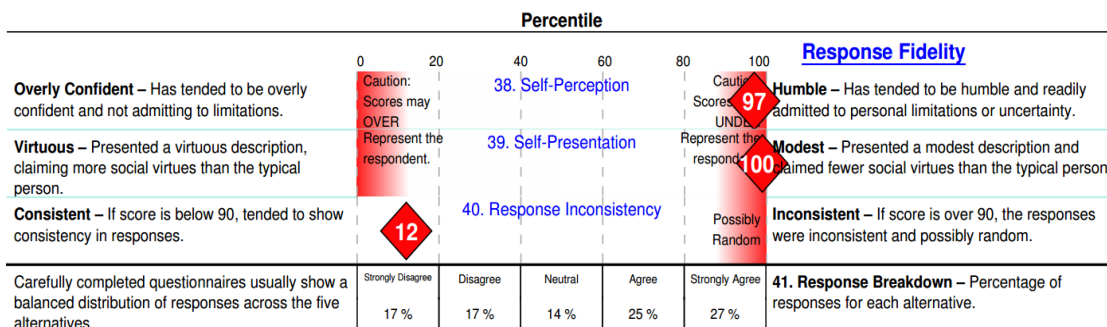 Percentile
Response Fidelity
0 20 40 60 80 100
Overly Confident – Has tended to be overly
confident and not admitting to limitations.
Caution:
Scores may
OVER
Represent the
respondent.
38. Self-Perception
97
Humble – Has tended to be humble and readily
admitted to personal limitations or uncertainty.
Virtuous – Presented a virtuous description,
claiming more social virtues than the typical
person.
39. Self-Presentation
Represent the
100
Modest – Presented a modest description and
claimed fewer social virtues than the typical person
Consistent – If score is below 90, tended to show
consistency in responses.
12
40. Response Inconsistency
Possibly
Random
Inconsistent – If score is over 90, the responses
were inconsistent and possibly random.
Carefully completed questionnaires usually show a
balanced distribution of responses across the five
alternatives
Strongly Disagree Disagree Neutral Agree Strongly Agree
17 % 17 % 14 % 25 % 27 %
41. Response Breakdown – Percentage of
responses for each alternative.